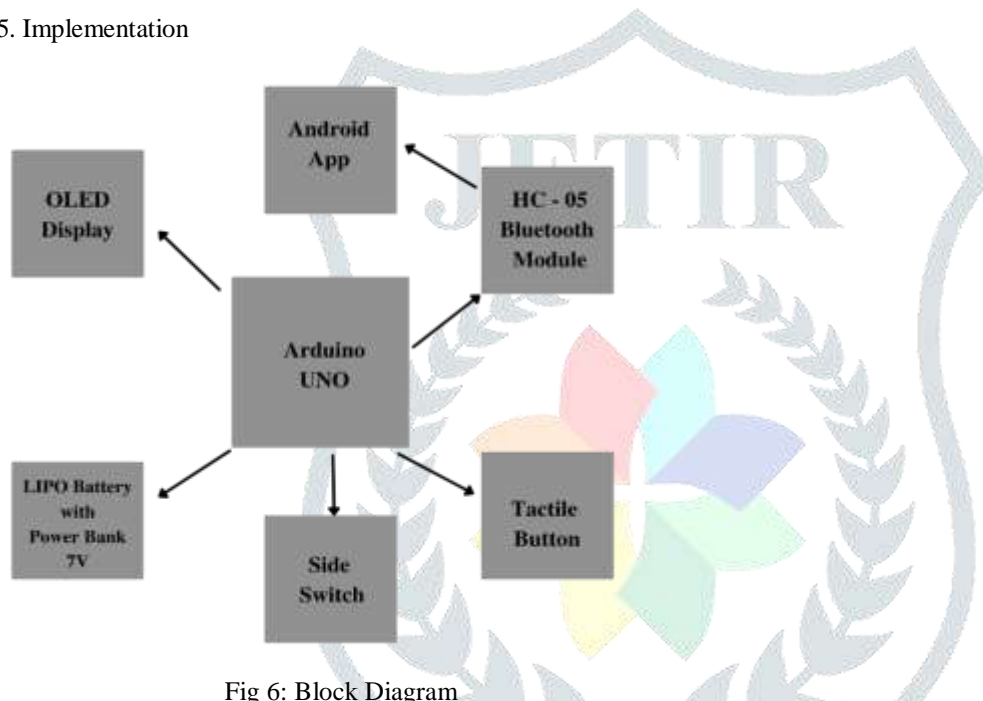 5. Implementation
JETIR
Android
App
OLED
Display
HC - 05
Bluetooth
Module
Arduino
UNO
LIPO Battery
with
Power Bank
7V
Side
Switch
Tactile
Button
Fig 6: Block Diagram